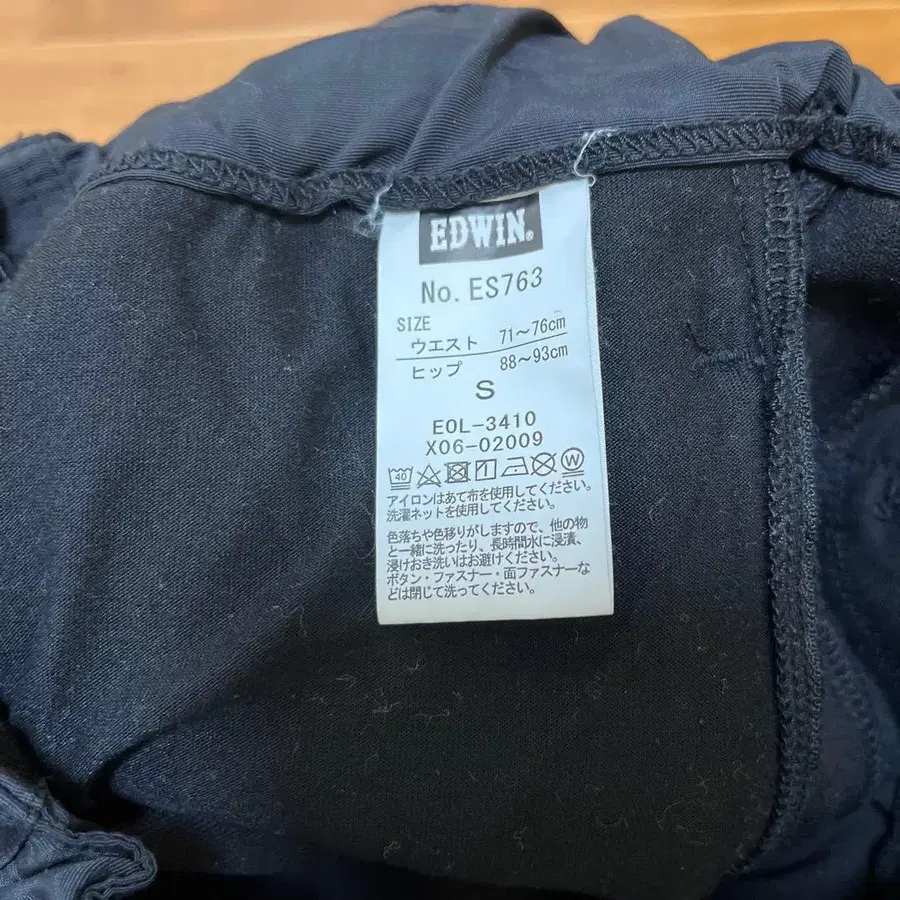 EDWIN®
No. ES763
SIZE
ウエスト 71～76cm
ヒップ 88～93cm
S
E0L-3410
X06-02009
40 W
アイロンはあて布を使用してください。
洗濯ネットを使用してください。
色落ちや色移りがしますので、他の物
と一緒に洗ったり、長時間水に浸漬、
浸けおき洗いはお避けください。
ボタン・ファスナー・面ファスナーな
どは閉じて洗ってください。